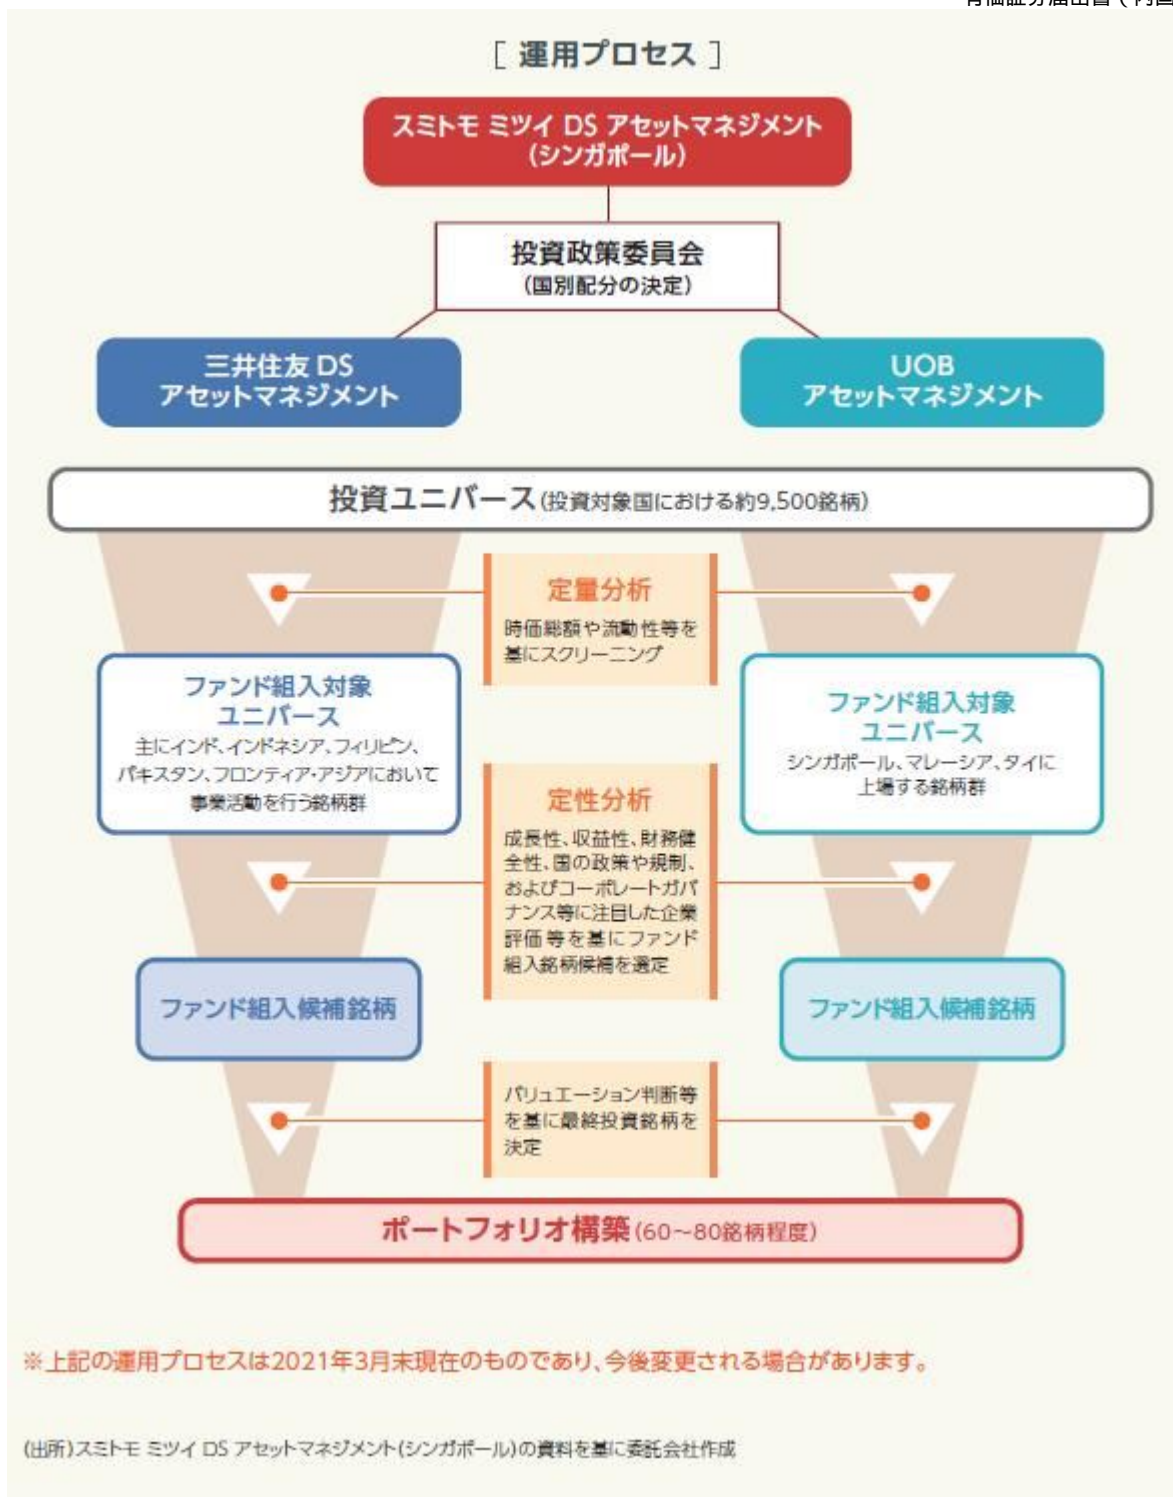 ［ 運用プロセス ］
スミトモ ミツイ DS アセットマネジメント
（シンガポール）
投資政策委員会
（国別配分の決定）
三井住友 DS
アセットマネジメント
UOB
アセットマネジメント
投資ユニバース（投資対象国における約9,500銘柄）
定量分析
時価総額や流動性等を
基にスクリーニング
ファンド組入対象
ユニバース
主にインド、インドネシア、フィリピン、
パキスタン、フロンティア・アジアにおいて
事業活動を行う銘柄群
ファンド組入対象
ユニバース
シンガポール、マレーシア、タイに
上場する銘柄群
定性分析
成長性、収益性、財務健
全性、国の政策や規制、
およびコーポレートガバ
ナンス等に注目した企業
評価等を基にファンド
組入銘柄候補を選定
ファンド組入候補銘柄
ファンド組入候補銘柄
バリュエーション判断等
を基に最終投資銘柄を
決定
ポートフォリオ構築（60～80銘柄程度）
※上記の運用プロセスは2021年3月末現在のものであり、今後変更される場合があります。
（出所）スミトモ ミツイ DS アセットマネジメント(シンガポール)の資料を基に委託会社作成